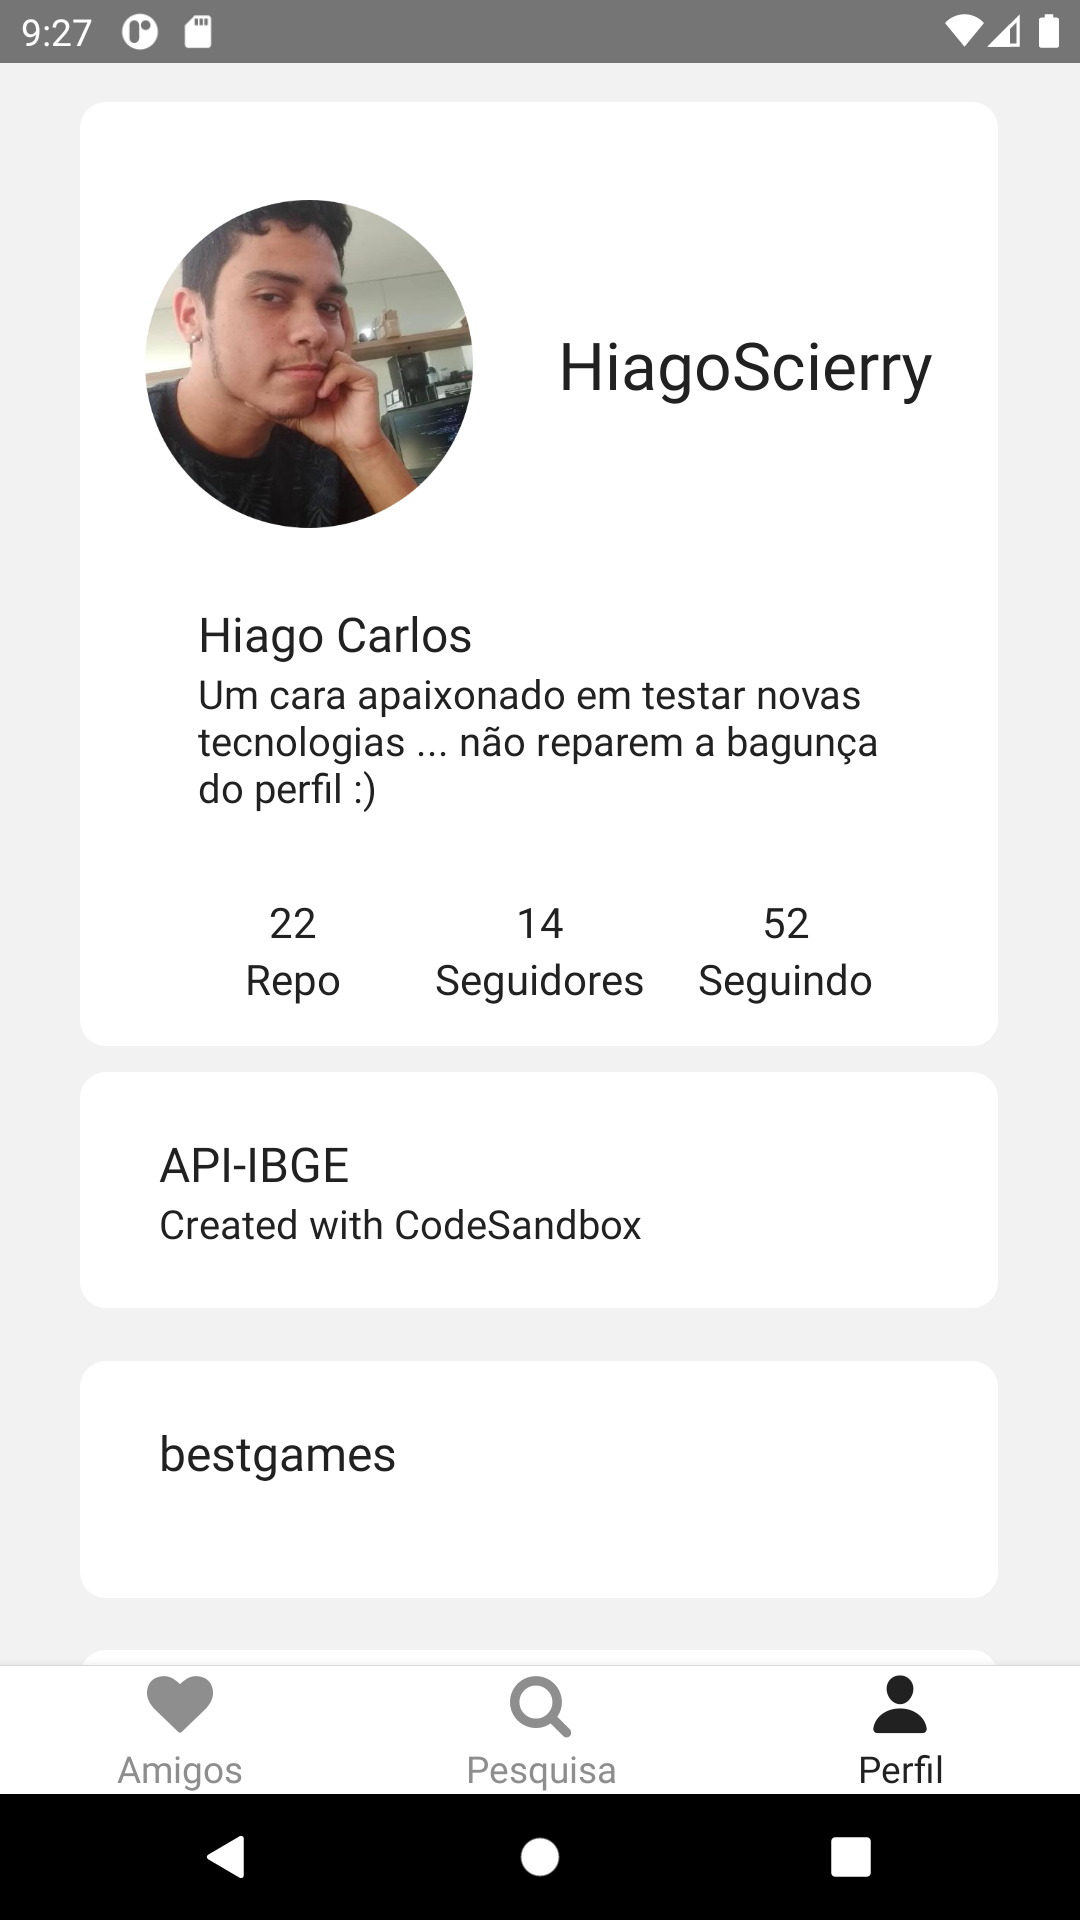 9:27
HiagoScierry
Hiago Carlos
Um cara apaixonado em testar novas
tecnologias ... não reparem a bagunça
do perfil :)
22 14 52
Repo Seguidores Seguindo
API-IBGE
Created with CodeSandbox
bestgames
Amigos Pesquisa Perfil